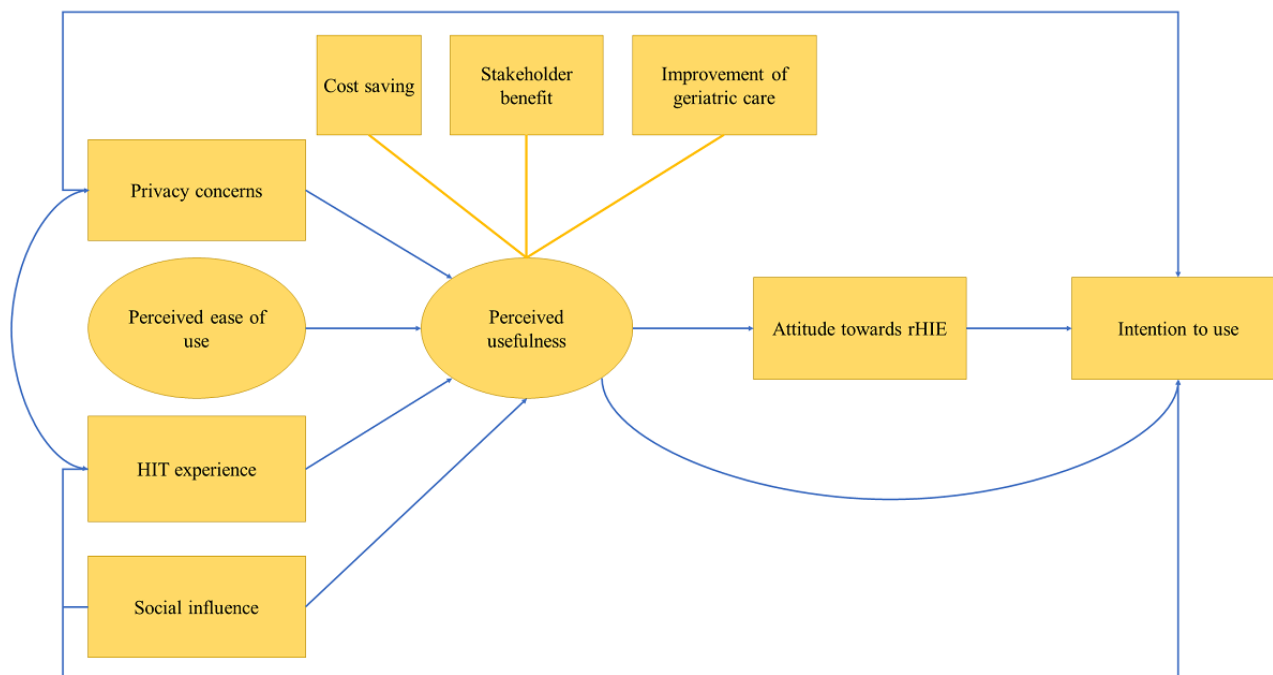 Cost saving
Stakeholder
benefit
Improvement of
geriatric care
Privacy concerns
Perceived ease of
use
Perceived
usefulness
Attitude towards rHIE
Intention to use
HIT experience
Social influence